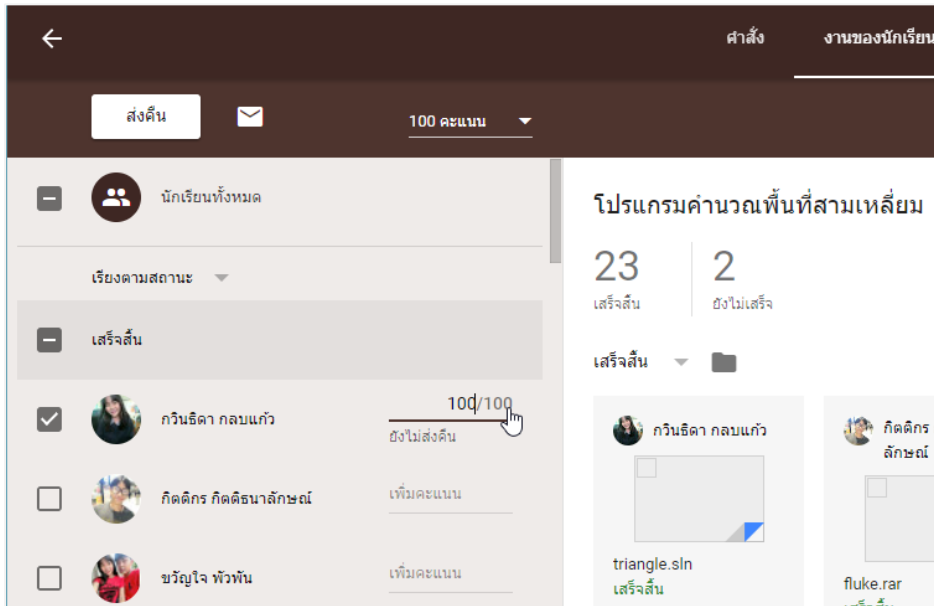 คำสั่ง
งานของนักเรียน
ส่งคืน
100 คะแนน
นักเรียนทั้งหมด
เรียงตามสถานะ
เสร็จสิ้น
กวินธิดา กลบแก้ว
100/100
ยังไม่ส่งคืน
กิตติกร กิตติธนาลักษณ์
เพิ่มคะแนน
ขวัญใจ พัวพัน
เพิ่มคะแนน
โปรแกรมคำนวณพื้นที่สามเหลี่ยม
23
เสร็จสิ้น
2
ยังไม่เสร็จ
เสร็จสิ้น
กวินธิดา กลบแก้ว
triangle.sln
เสร็จสิ้น
กิตติกร
ลักษณ์
fluke.rar
เสร็จสิ้น